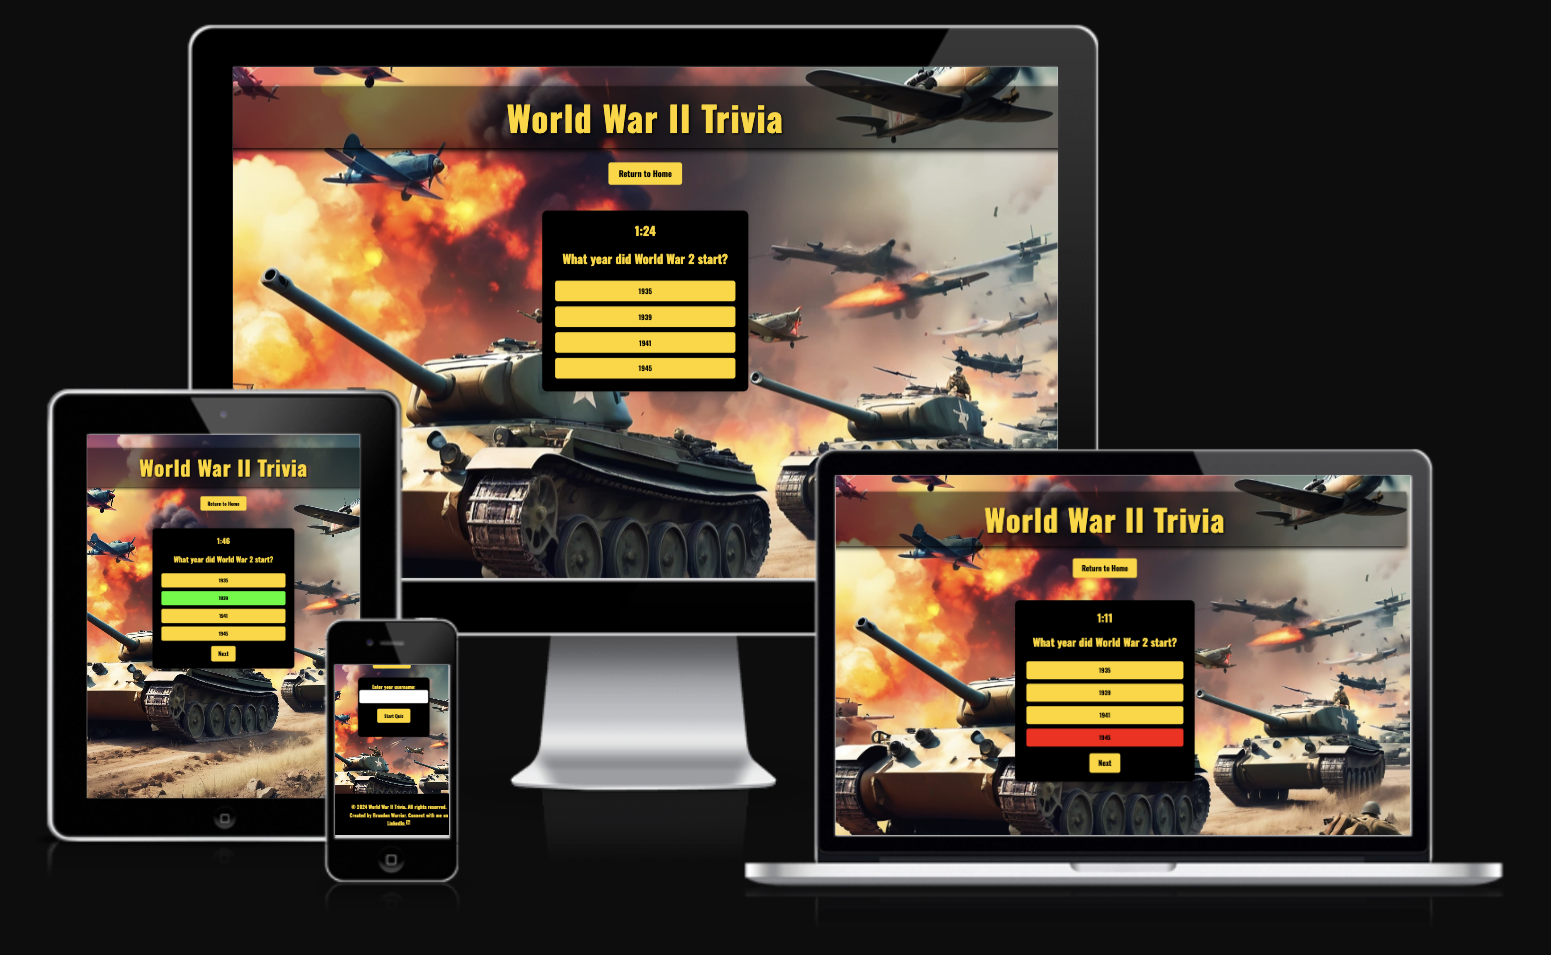 World War II Trivia
Return to Home
1:24
What year did World War 2 start?
1935
1939
1941
1945
World War II Trivia
Return to Home
1:46
What year did World War 2 start?
1935
1939
1941
1945
Next
Enter your username:
Start Quiz
© 2024 World War II Trivia. All rights reserved.
Created by Brandon Warrior. Connect with me on
LinkedIn
World War II Trivia
Return to Home
1:11
What year did World War 2 start?
1935
1939
1941
1945
Next